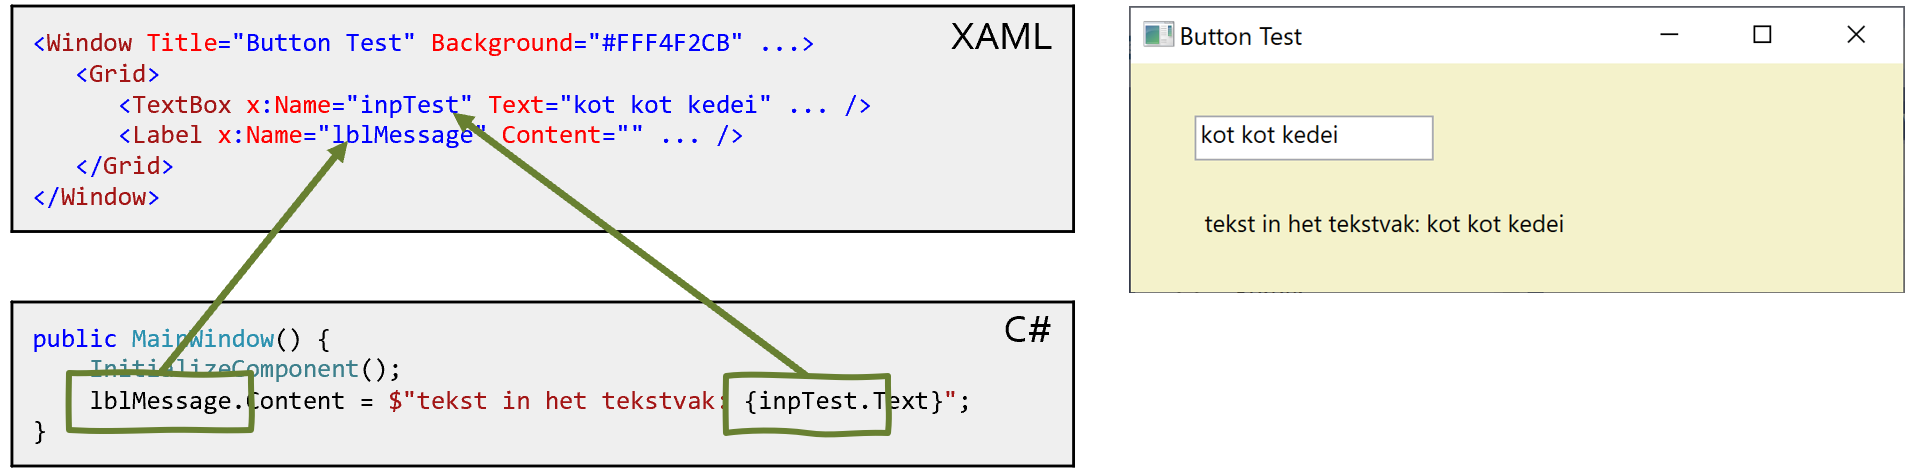 XAML
<Window Title="Button Test" Background="#FFF4F2CB" ...>
<Grid>
<TextBox x:Name="inpTest" Text="kot kot kedei" ... />
<Label x:Name="lblMessage" Content="" ... />
</Grid>
</Window>
C#
public MainWindow() {
InitializeComponent();
lblMessage.Content = $"tekst in het tekstvak: {inpTest.Text}";
}
Button Test
kot kot kedei
tekst in het tekstvak: kot kot kedei